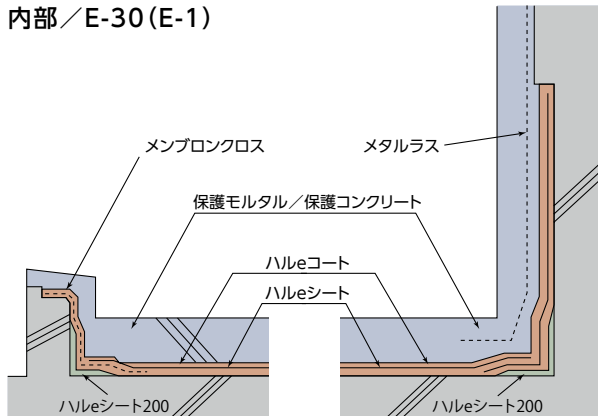 内部／E-30(E-1)
メンブロンクロス
メタルラス
保護モルタル／保護コンクリート
ハルeコート
ハルeシート
ハルeシート200
ハルeシート200